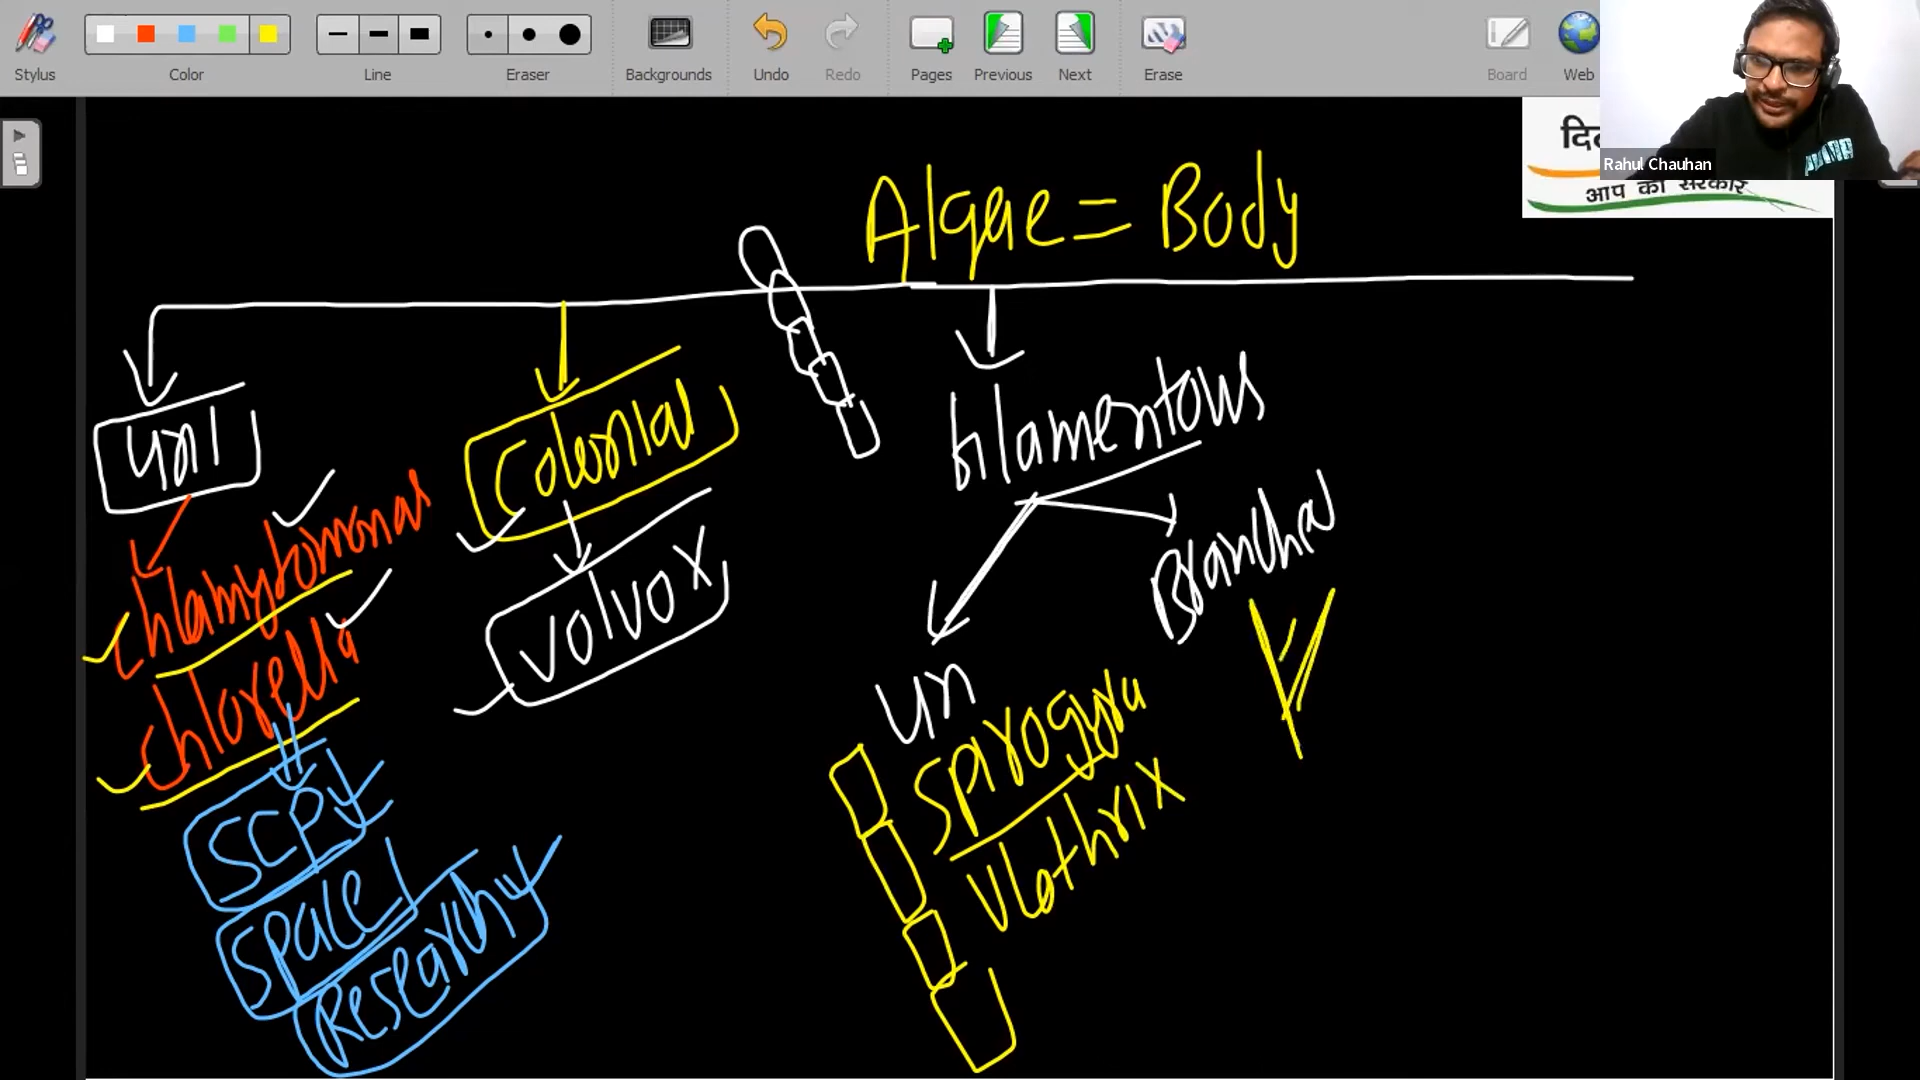 Stylus
Color
Line
Eraser
Backgrounds
Undo
Redo
Pages
Previous
Next
Erase
Board
Web
Rahul Chauhan
आप की सरकार
Algae = Body
Uni
Colonial
filamentous
chlamytomonas
chlorella
volvox
Branched
un
spirogyra
Ulothrix
SCP
Space
Research